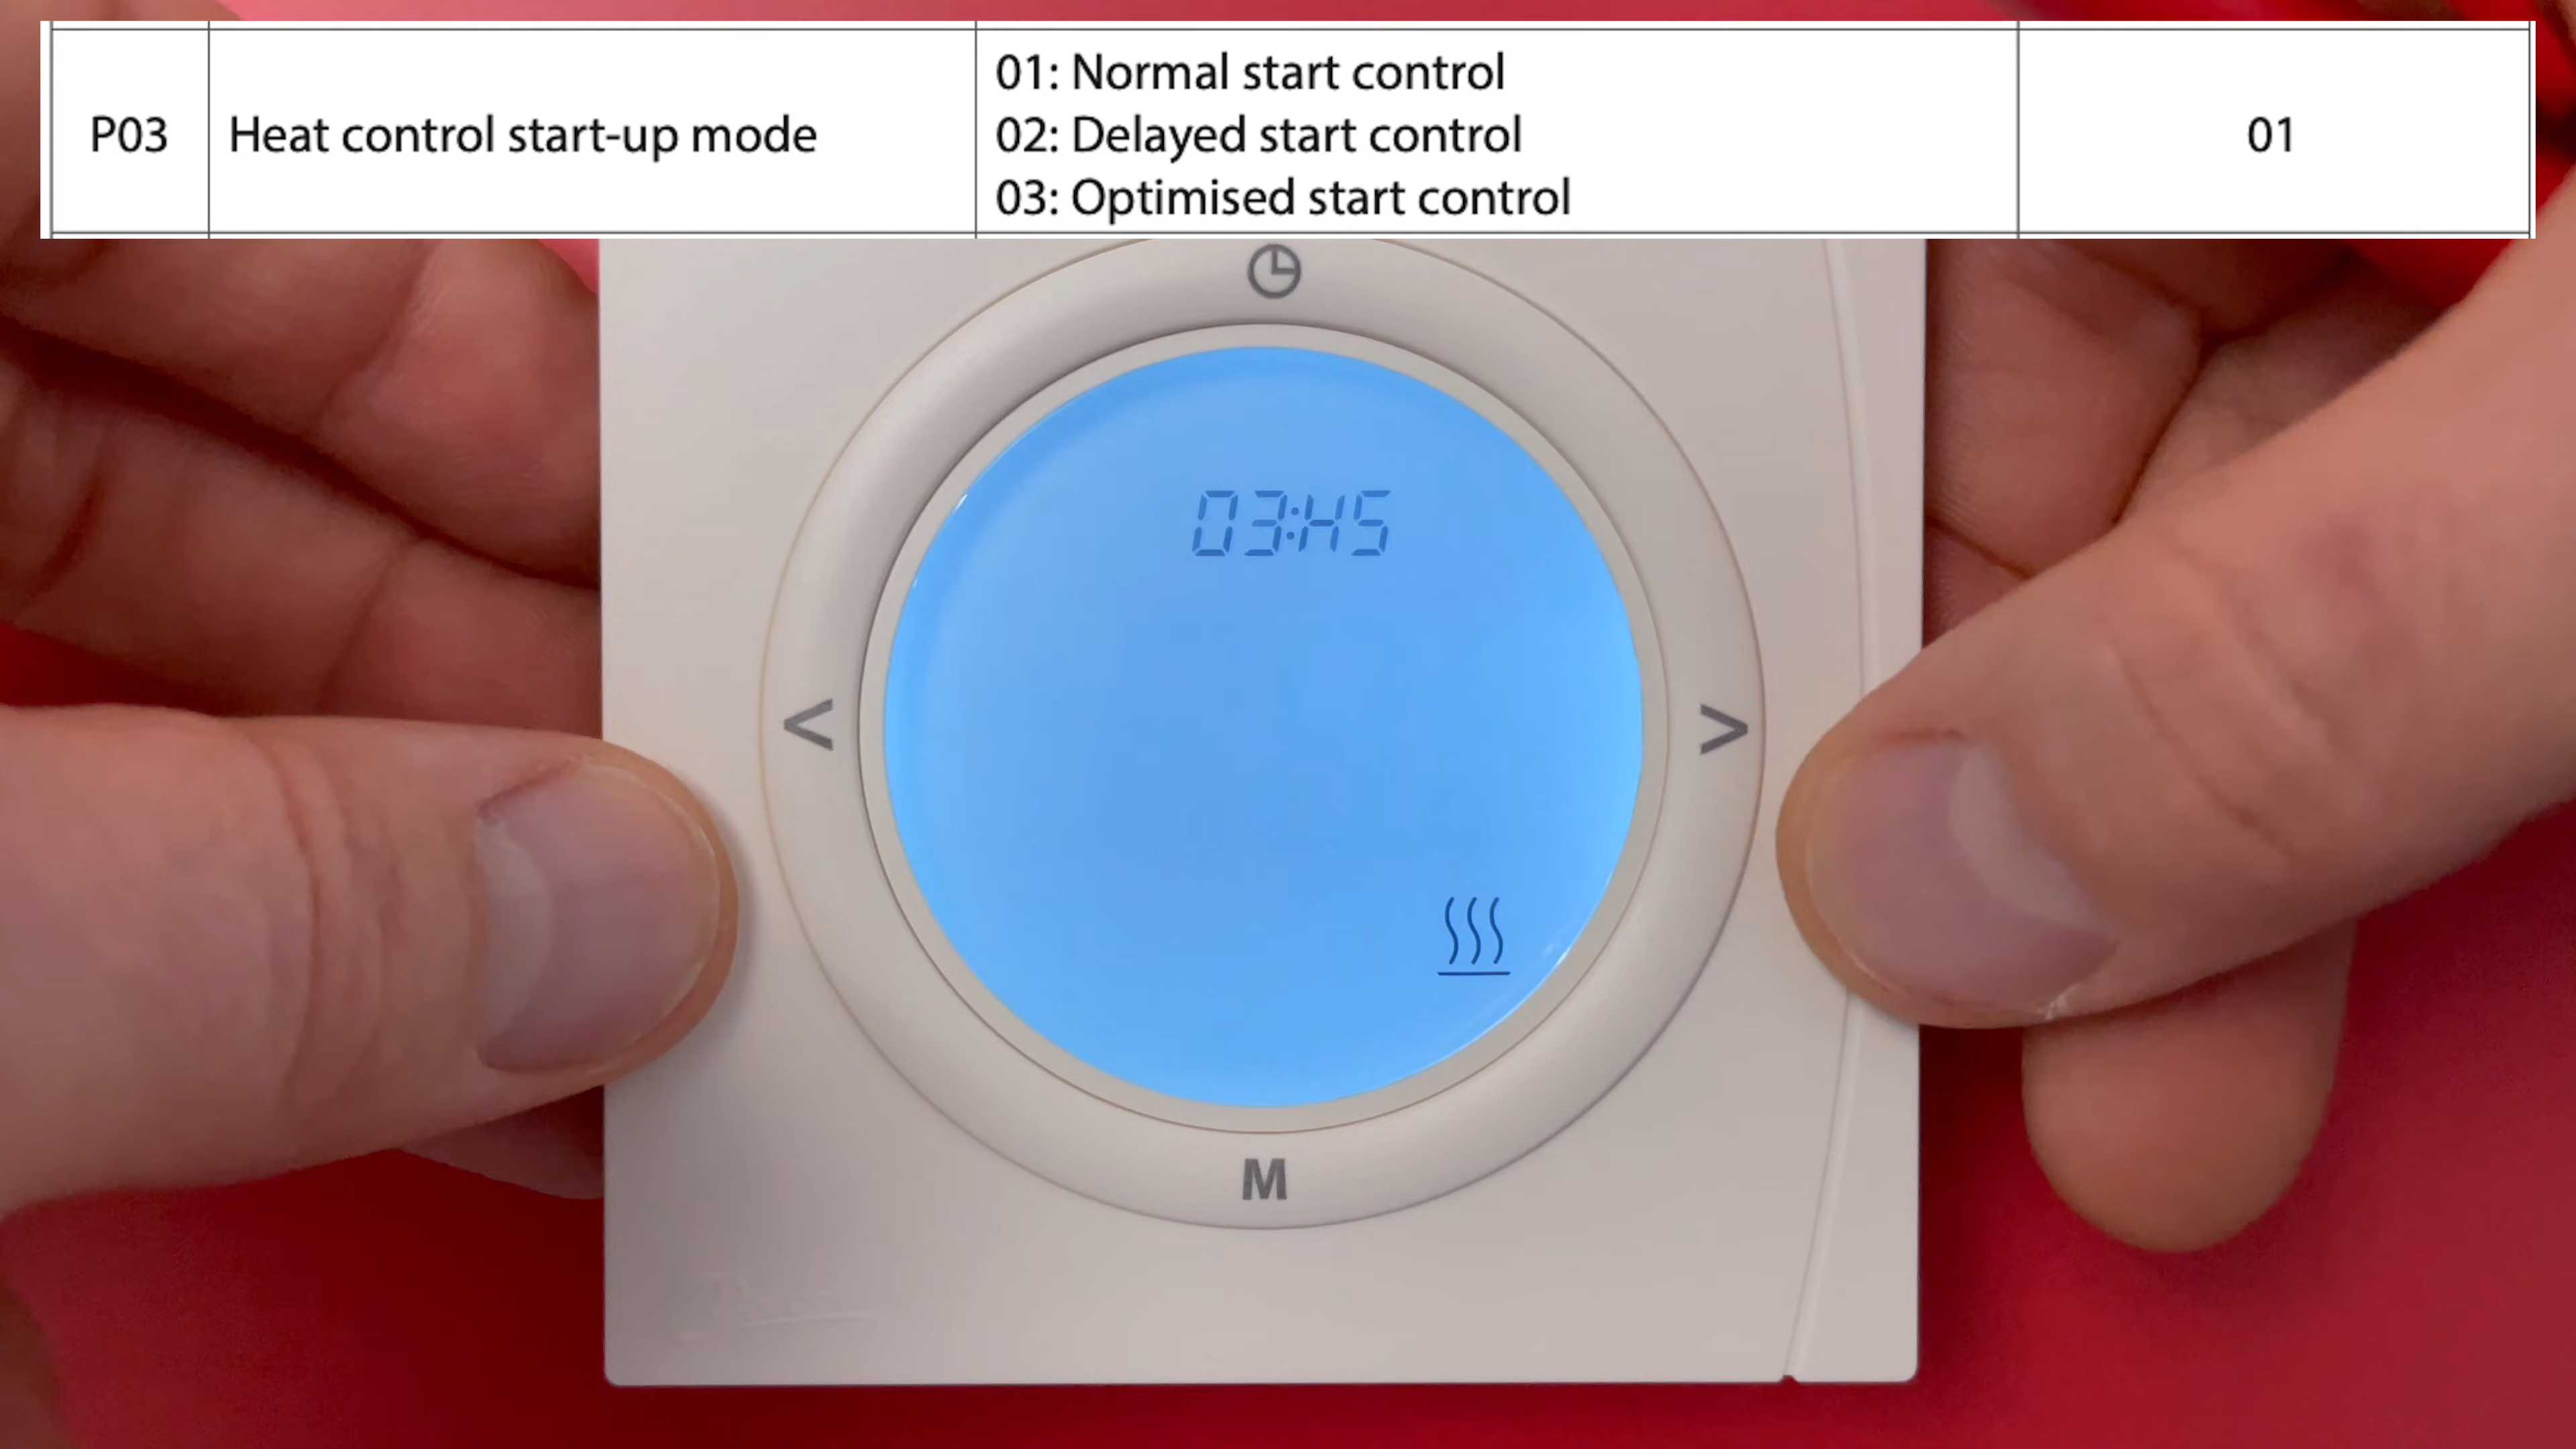 P03
Heat control start-up mode
01: Normal start control
02: Delayed start control
03: Optimised start control
01
03:HS
<
>
M